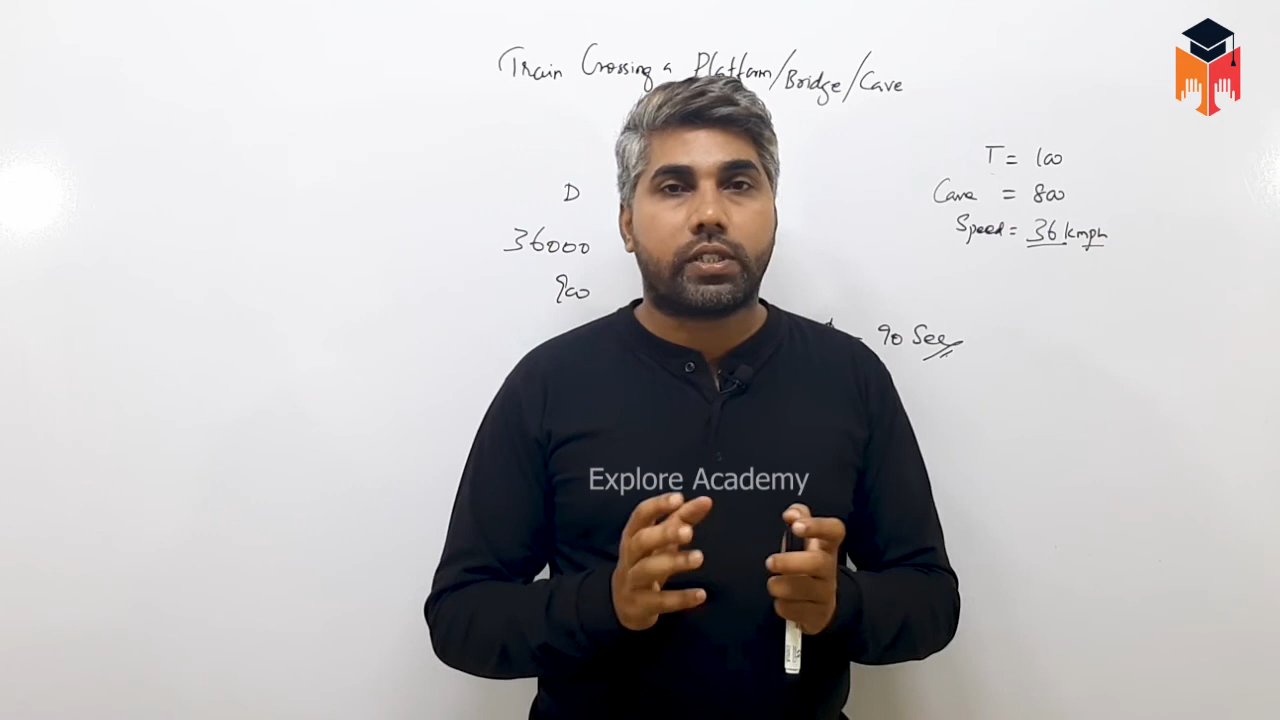 Train Crossing a Platform/Bridge/Cave
T = 100
Cave = 800
Speed = 36 kmph
D
36000
900
90 Sec
Explore Academy